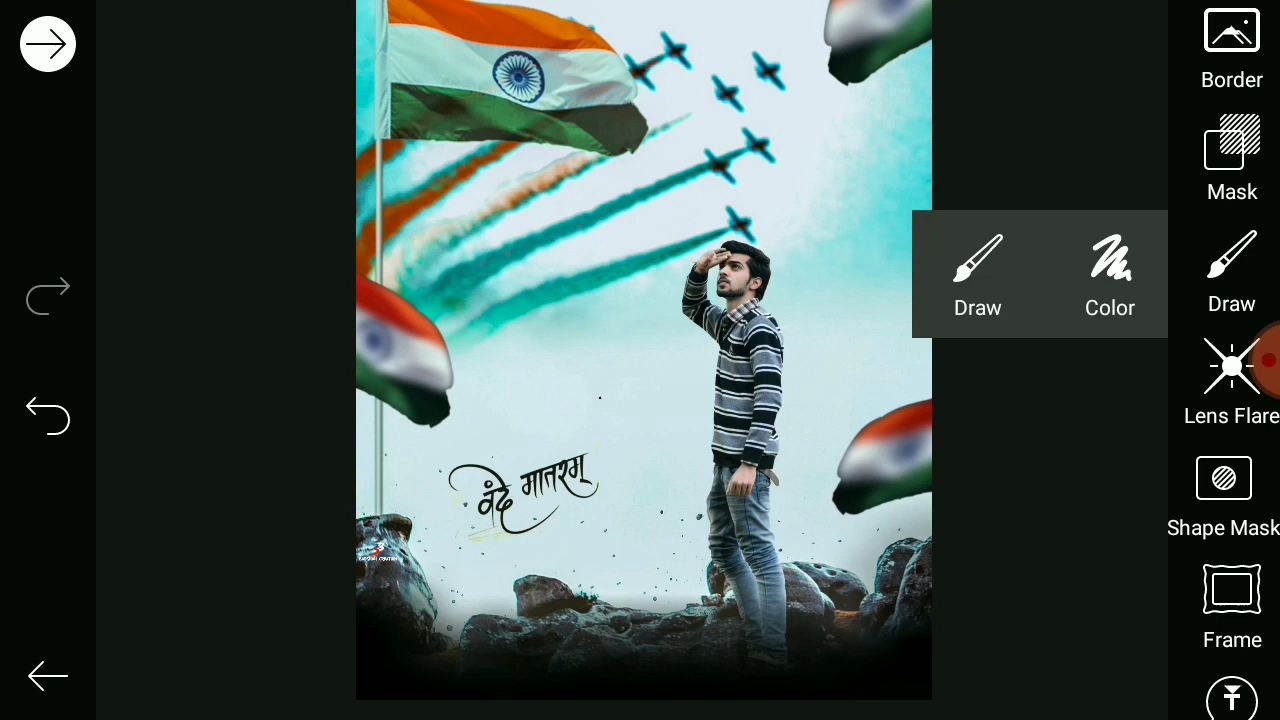 Border
Mask
Draw
Color
Draw
Lens Flare
Shape Mask
वंदे मातरम्
Frame